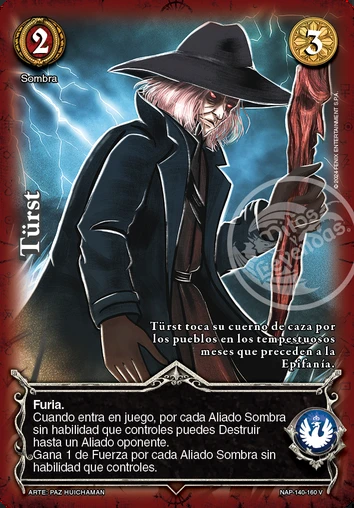 2
3
Sombra
© 2024 FENIX ENTERTAINMENT S.P.A.
Türst
Mitos y Leyendas
Türst toca su cuerno de caza por
los pueblos en los tempestuosos
meses que preceden a la
Epifanía.
Furia.
Cuando entra en juego, por cada Aliado Sombra
sin habilidad que controles puedes Destruir
hasta un Aliado oponente.
Gana 1 de Fuerza por cada Aliado Sombra sin
habilidad que controles.
ARTE: PAZ HUICHAMAN
NAP-140-160 V